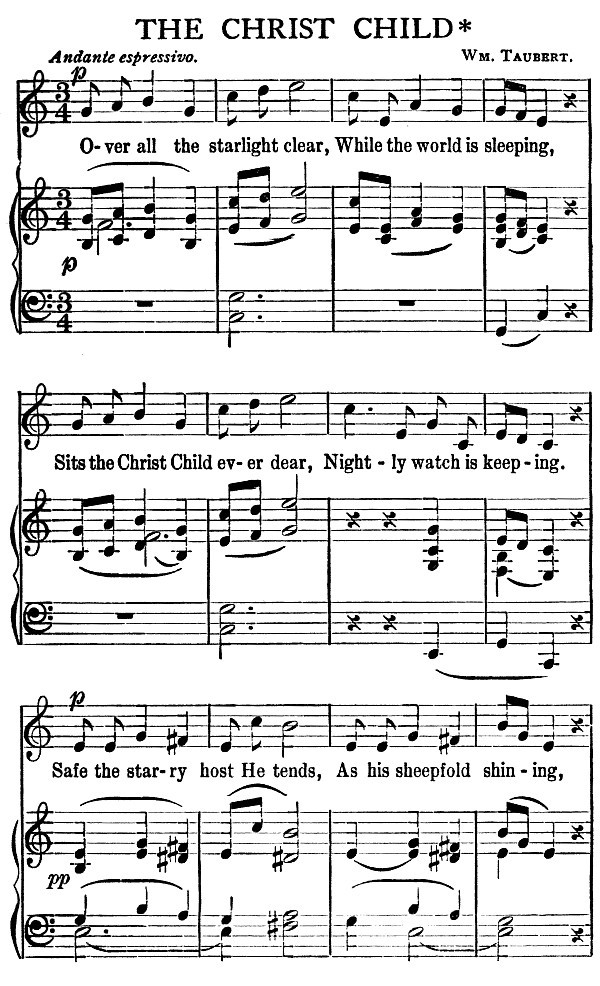 THE CHRIST CHILD*
Andante espressivo. WM. TAUBERT.
p
O-ver all the starlight clear, While the world is sleeping,
p
Sits the Christ Child ev-er dear, Night-ly watch is keep-ing.
p
Safe the star-ry host He tends, As his sheepfold shin-ing,
pp